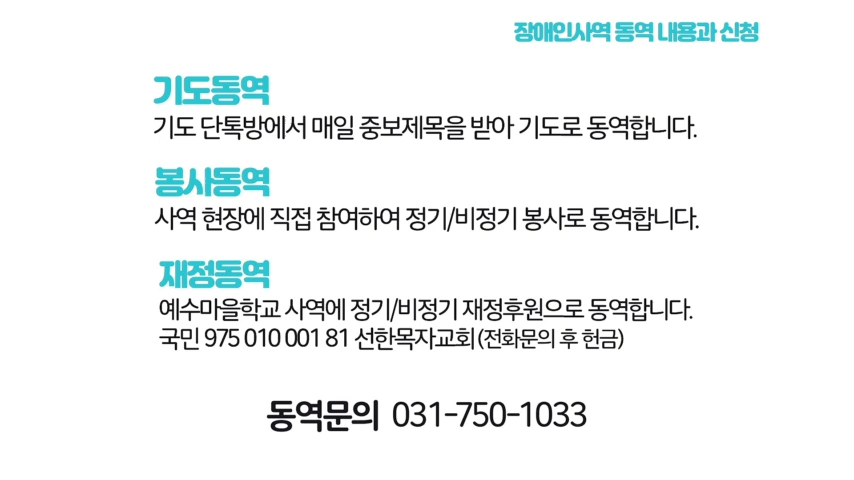 장애인사역 동역 내용과 신청
기도동역
기도 단톡방에서 매일 중보제목을 받아 기도로 동역합니다.
봉사동역
사역 현장에 직접 참여하여 정기/비정기 봉사로 동역합니다.
재정동역
예수마을학교 사역에 정기/비정기 재정후원으로 동역합니다.
국민 975 010 001 81 선한목자교회(전화문의 후 헌금)
동역문의 031-750-1033